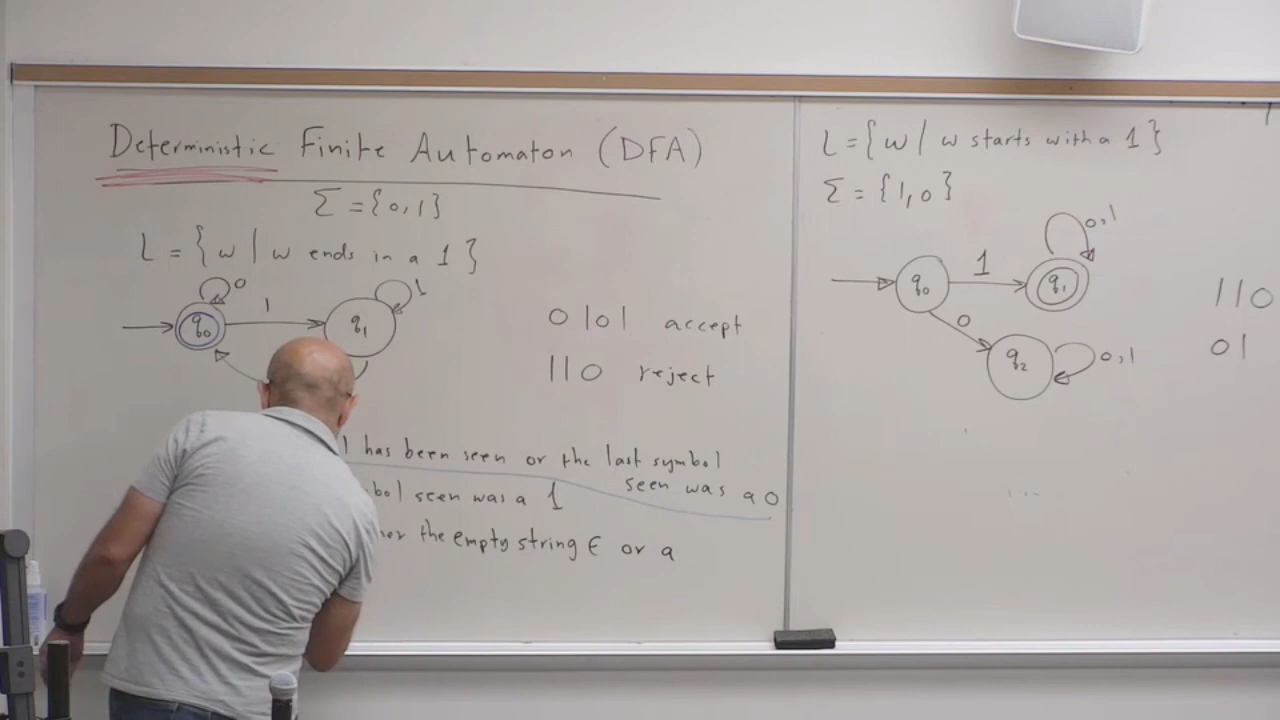 Deterministic Finite Automaton (DFA)
Σ = {0,1}
L = {w | w ends in a 1}
0
1
1
q₀
q₁
0101 accept
110 reject
1 has been seen or the last symbol
seen was a 0
bol seen was a 1
the empty string ϵ or a
L = {w | w starts with a 1}
Σ = {1,0}
0,1
1
q₀
q₁
0
q₂
0,1
110
01